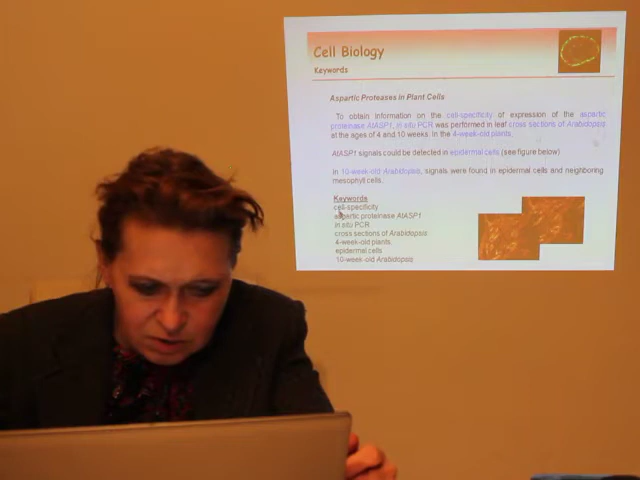 Cell Biology
Keywords
Aspartic Proteases in Plant Cells
To obtain information on the cell-specificity of expression of the aspartic
proteinase AtASP1, in situ PCR was performed in leaf cross sections of Arabidopsis
at the ages of 4 and 10 weeks. In the 4-week-old plants,
AtASP1 signals could be detected in epidermal cells (see figure below)
In 10-week-old Arabidopsis, signals were found in epidermal cells and neighboring
mesophyll cells.
Keywords
cell-specificity
aspartic proteinase AtASP1
in situ PCR
cross sections of Arabidopsis
4-week-old plants
epidermal cells
10-week-old Arabidopsis